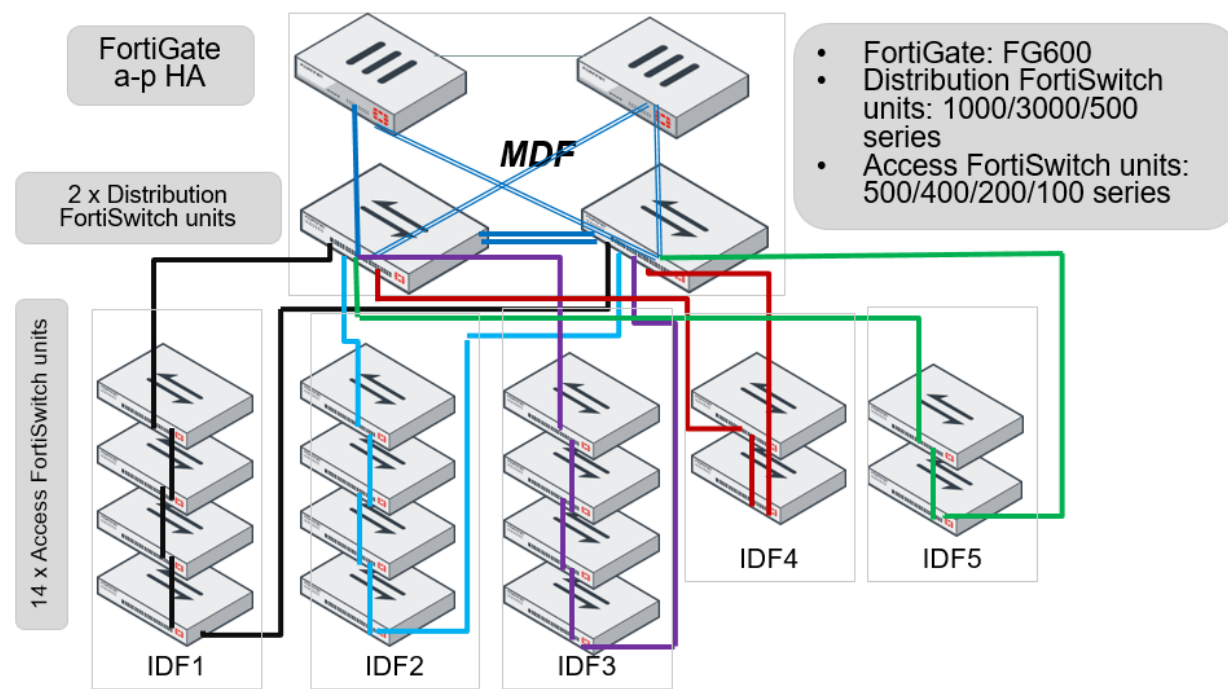 FortiGate
a-p HA
• FortiGate: FG600
• Distribution FortiSwitch
units: 1000/3000/500
series
• Access FortiSwitch units:
500/400/200/100 series
MDF
2 x Distribution
FortiSwitch units
14 x Access FortiSwitch units
IDF1
IDF2
IDF3
IDF4
IDF5